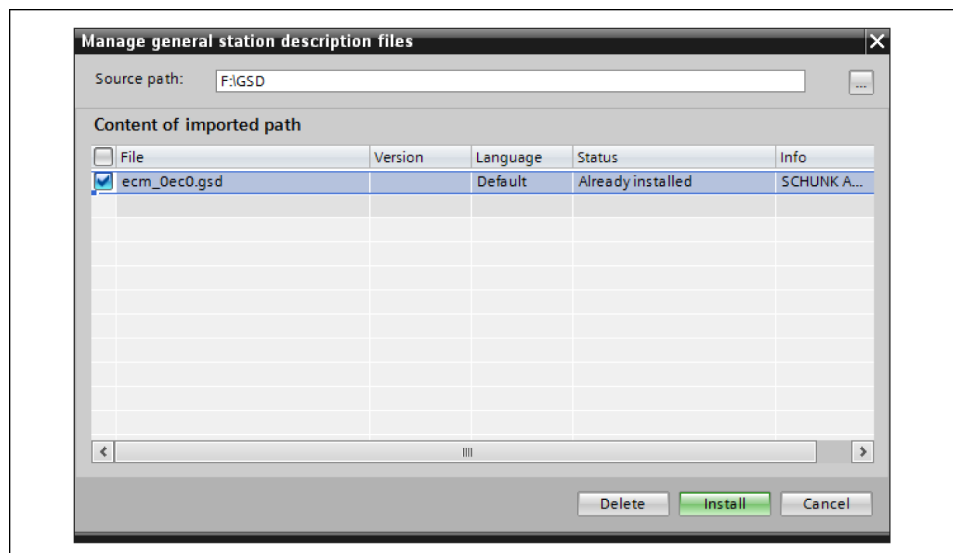 Manage general station description files
Source path: F:\GSD ...
Content of imported path
File Version Language Status Info
ecm_0ec0.gsd Default Already installed SCHUNK A...
Delete Install Cancel